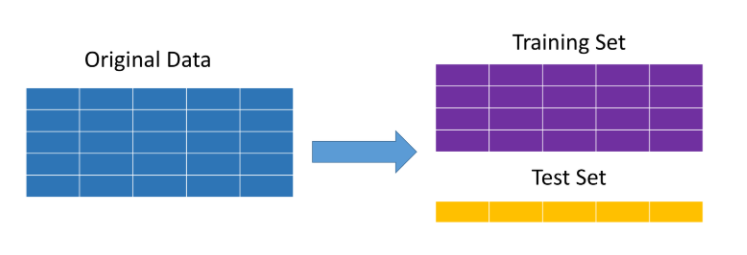 Original Data
Training Set
Test Set